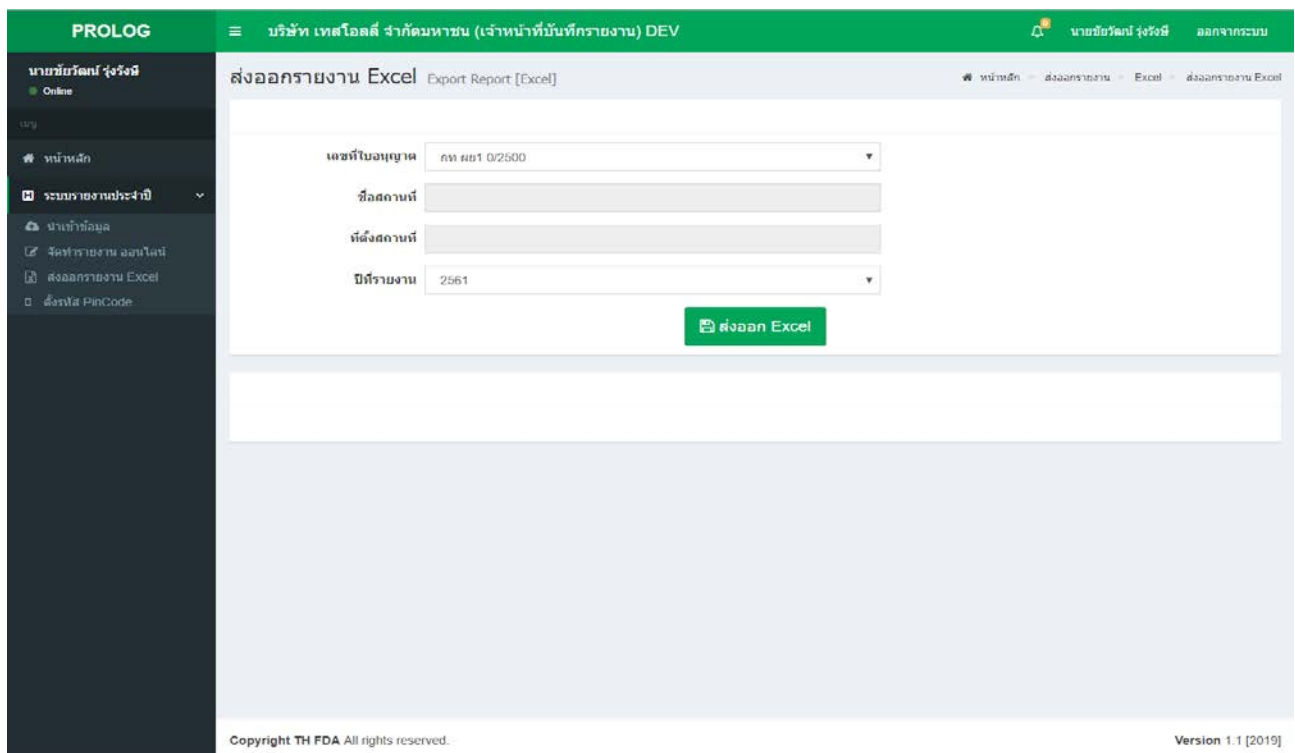 PROLOG
บริษัท เทสโอลลี่ จำกัดมหาชน (เจ้าหน้าที่บันทึกรายงาน) DEV
0
นายชัยวัฒน์ รุ่งรังษี
ออกจากระบบ
นายชัยวัฒน์ รุ่งรังษี
Online
เมนู
หน้าหลัก
ระบบรายงานประจำปี
นำเข้าข้อมูล
จัดทำรายงาน ออนไลน์
ส่งออกรายงาน Excel
ตั้งรหัส PinCode
ส่งออกรายงาน Excel Export Report [Excel]
หน้าหลัก ส่งออกรายงาน Excel ส่งออกรายงาน Excel
เลขที่ใบอนุญาต กท ผย1 0/2500
ชื่อสถานที่
ที่ตั้งสถานที่
ปีที่รายงาน 2561
ส่งออก Excel
Copyright TH FDA All rights reserved.
Version 1.1 [2019]